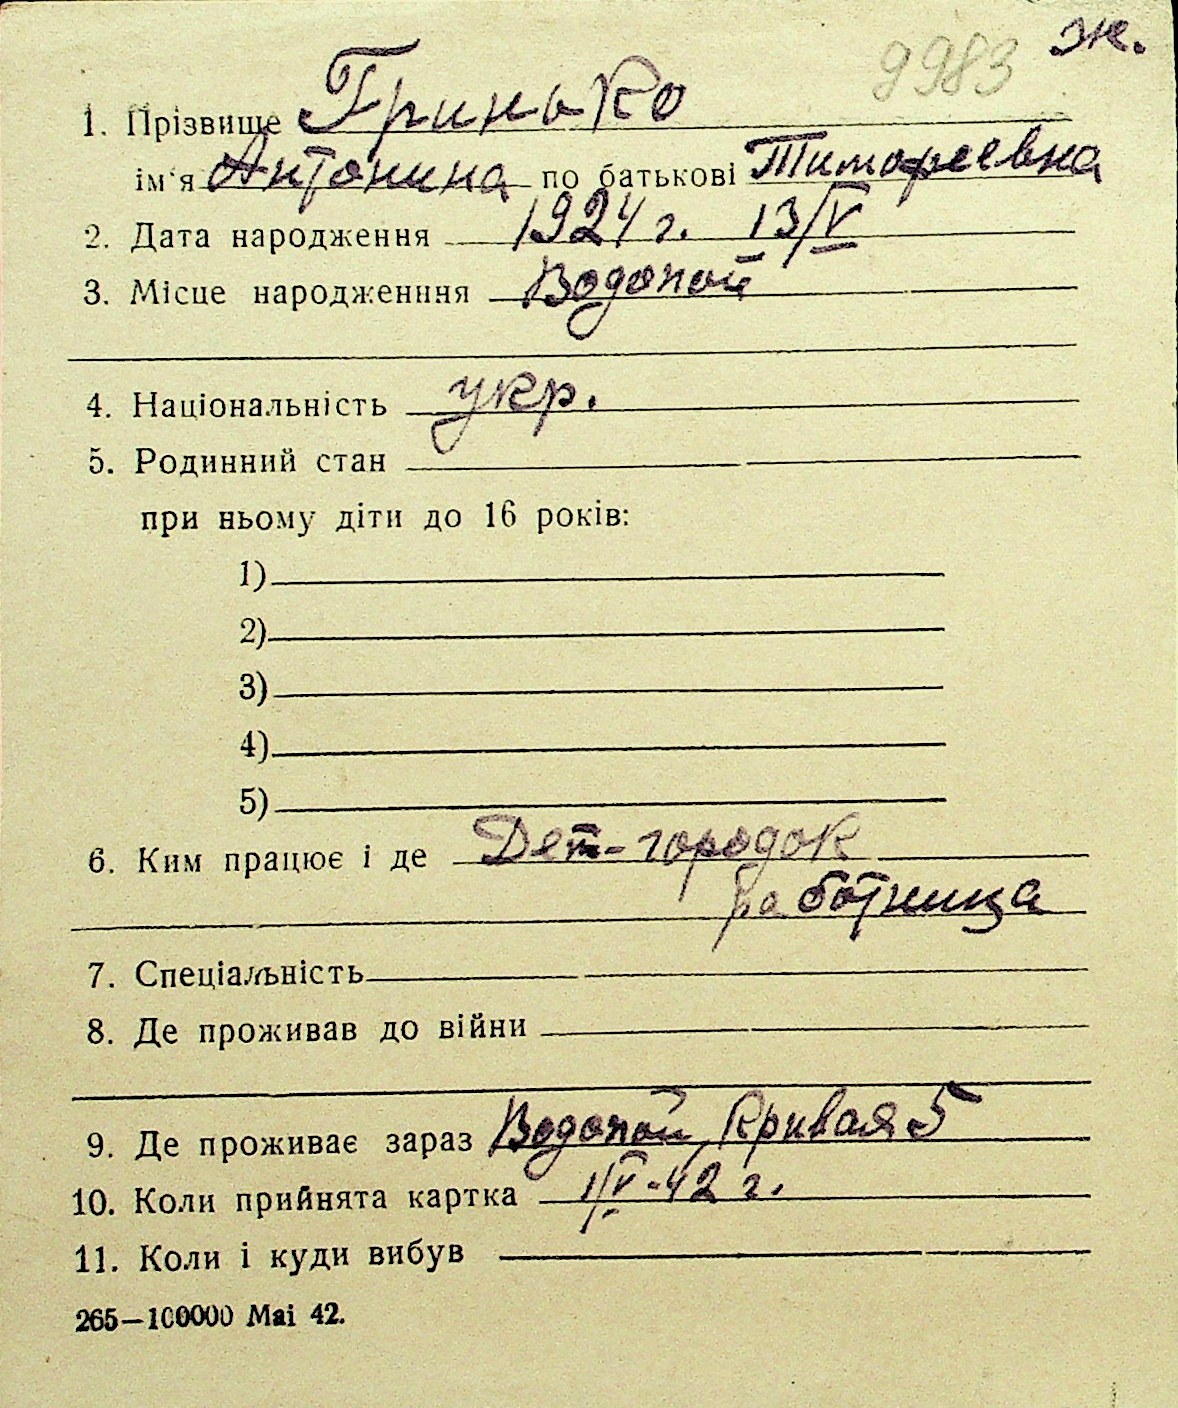 9983 ж.
1. Прізвище Гринько
ім'я Антонина по батькові Тимофеевна
2. Дата народження 1924 г. 13/V
3. Місце народженння Водопой
4. Національність укр.
5. Родинний стан
при ньому діти до 16 років:
1)
2)
3)
4)
5)
6. Ким працює і де Дет-городок
работница
7. Спеціальність
8. Де проживав до війни
9. Де проживає зараз Водопой, Кривая 5
10. Коли прийнята картка 1/V-42 г.
11. Коли і куди вибув
265—100000 Mai 42.